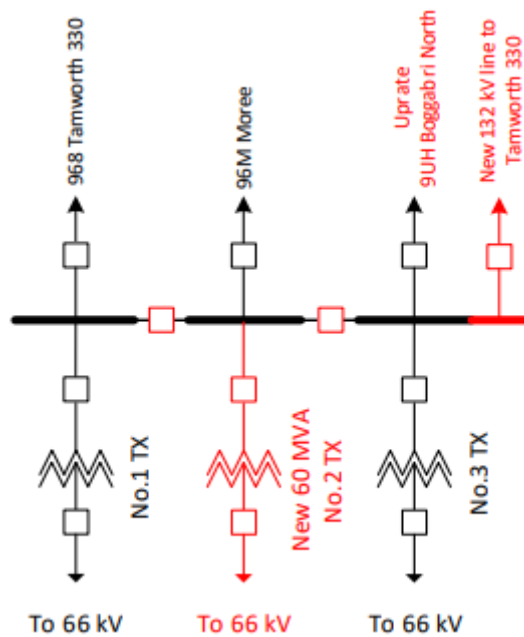 968 Tamworth 330
96M Moree
Uprate
9UH Boggabri North
New 132 kV line to
Tamworth 330
No.1 TX
New 60 MVA
No.2 TX
No.3 TX
To 66 kV
To 66 kV
To 66 kV